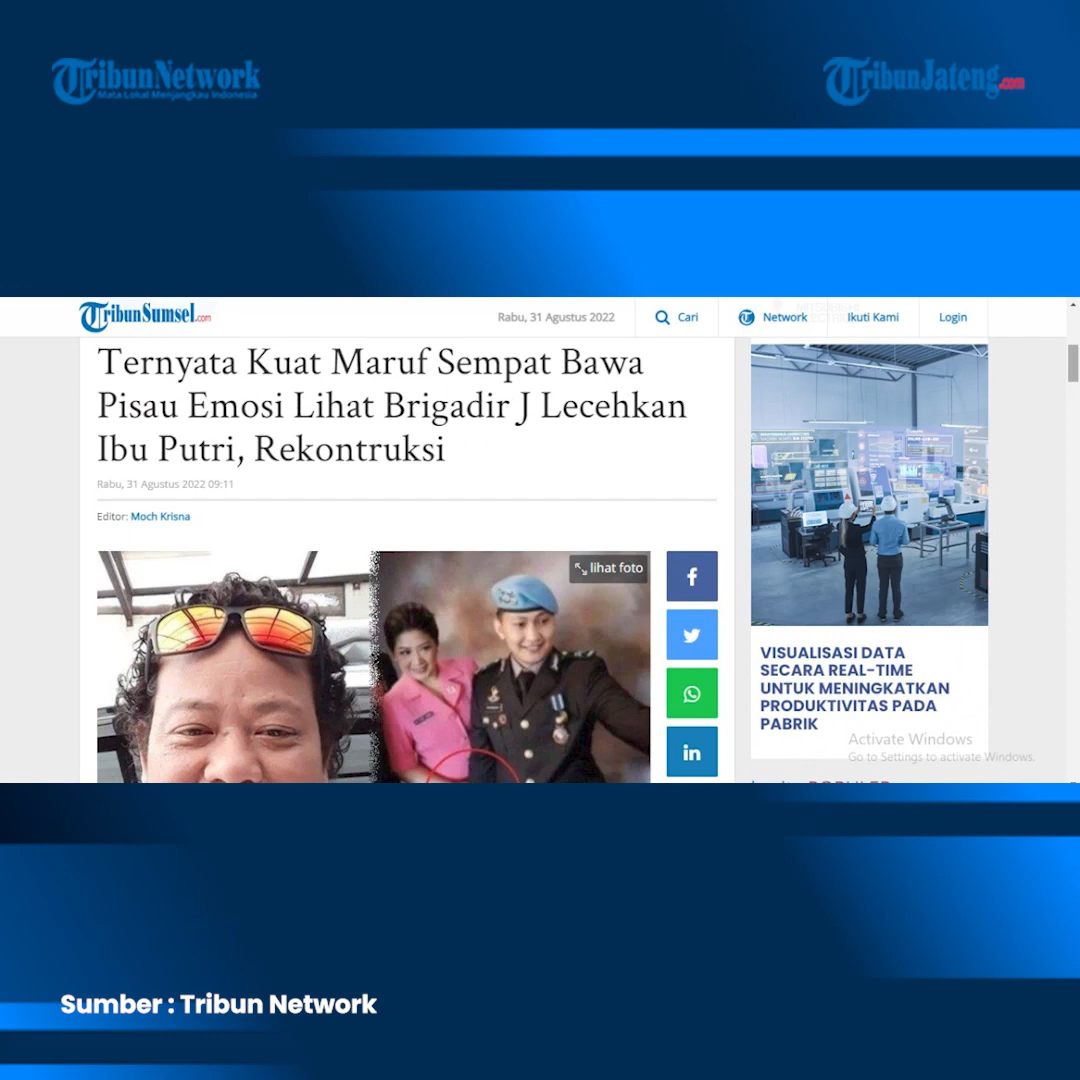 TribunNetwork
Mata Lokal Menjangkau Indonesia
TribunJateng.com
TribunSumsel.com
Rabu, 31 Agustus 2022
Cari
Network
Ikuti Kami
Login
Ternyata Kuat Maruf Sempat Bawa
Pisau Emosi Lihat Brigadir J Lecehkan
Ibu Putri, Rekontruksi
Rabu, 31 Agustus 2022 09:11
Editor: Moch Krisna
lihat foto
VISUALISASI DATA
SECARA REAL-TIME
UNTUK MENINGKATKAN
PRODUKTIVITAS PADA
PABRIK
Activate Windows
Go to Settings to activate Windows.
Sumber : Tribun Network